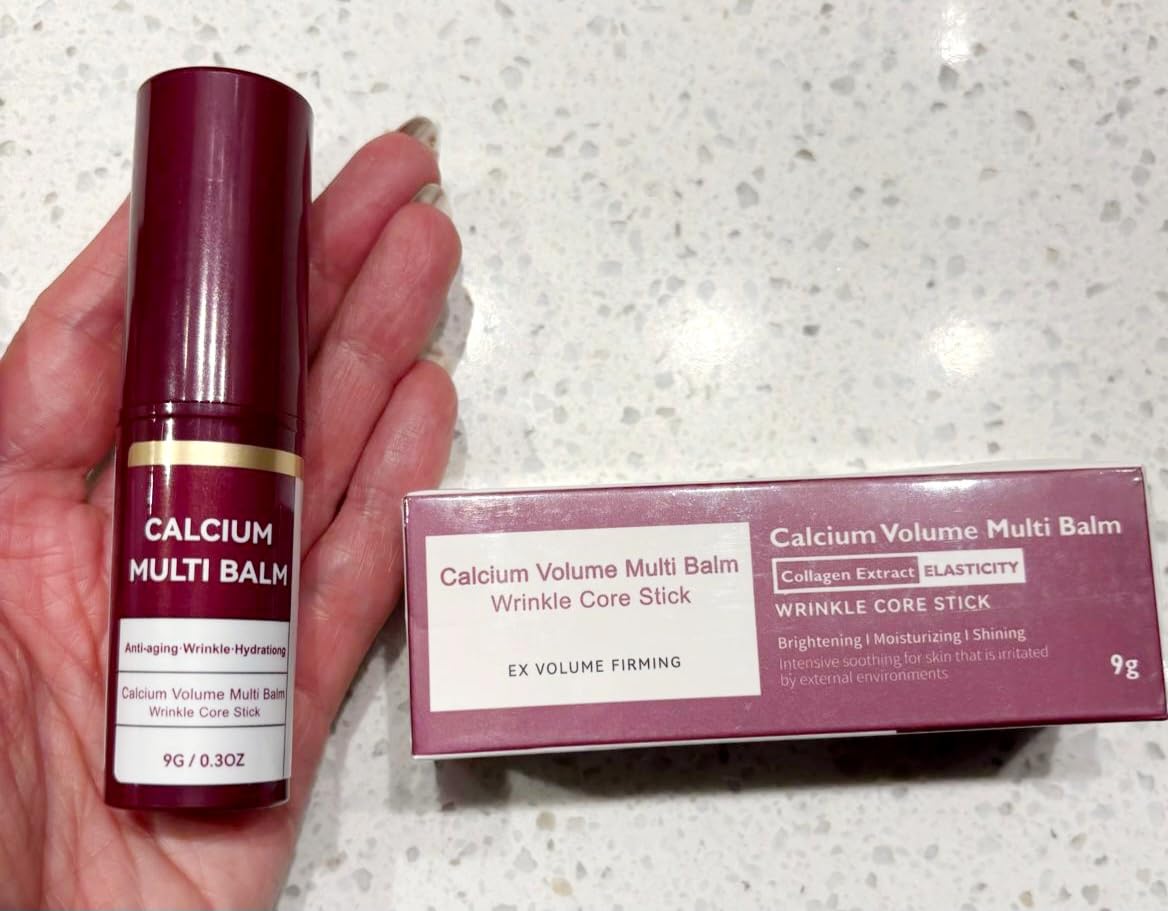 CALCIUM
MULTI BALM
Anti-aging·Wrinkle·Hydrationg
Calcium Volume Multi Balm
Wrinkle Core Stick
9G / 0.3OZ
Calcium Volume Multi Balm
Wrinkle Core Stick
EX VOLUME FIRMING
Calcium Volume Multi Balm
Collagen Extract ELASTICITY
WRINKLE CORE STICK
Brightening I Moisturizing I Shining
Intensive soothing for skin that is irritated
by external environments
9g